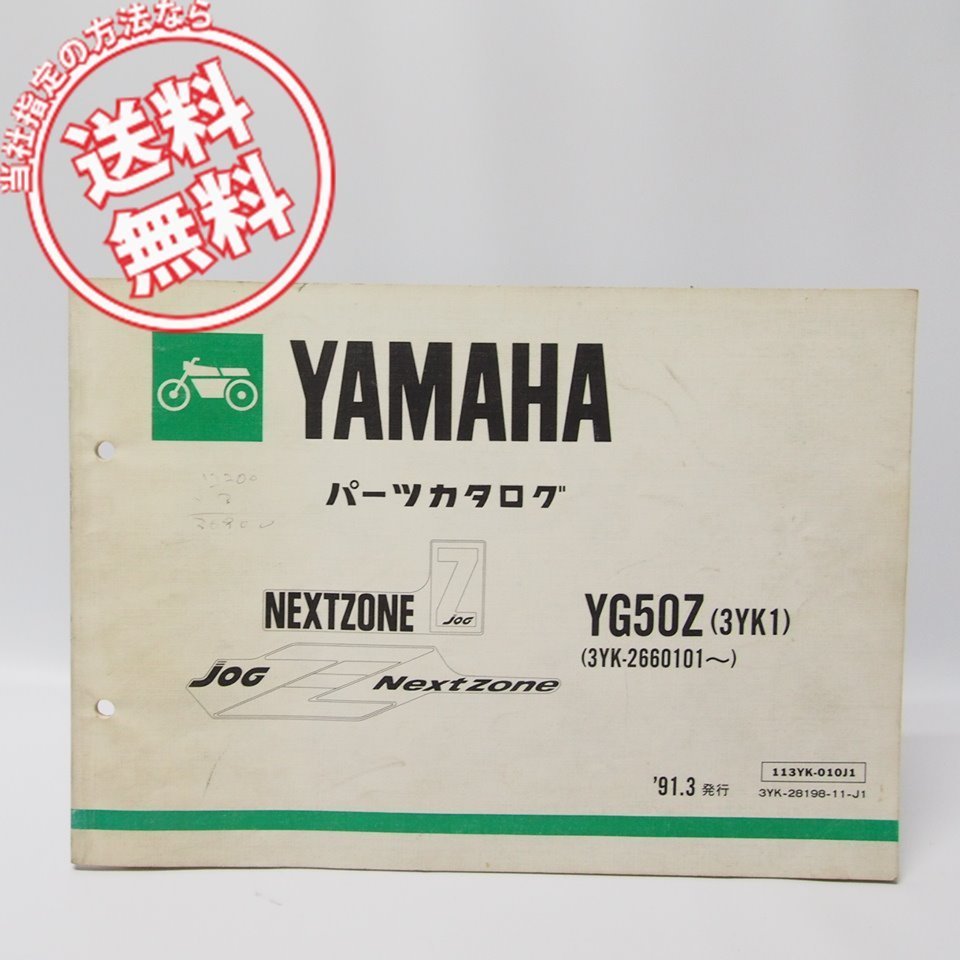 当社指定の方法なら
送料
無料
YAMAHA
パーツカタログ
NEXTZONE Z JOG
YG50Z (3YK1)
(3YK-2660101～)
JOG Nextzone
'91.3 発行
113YK-010J1
3YK-28198-11-J1